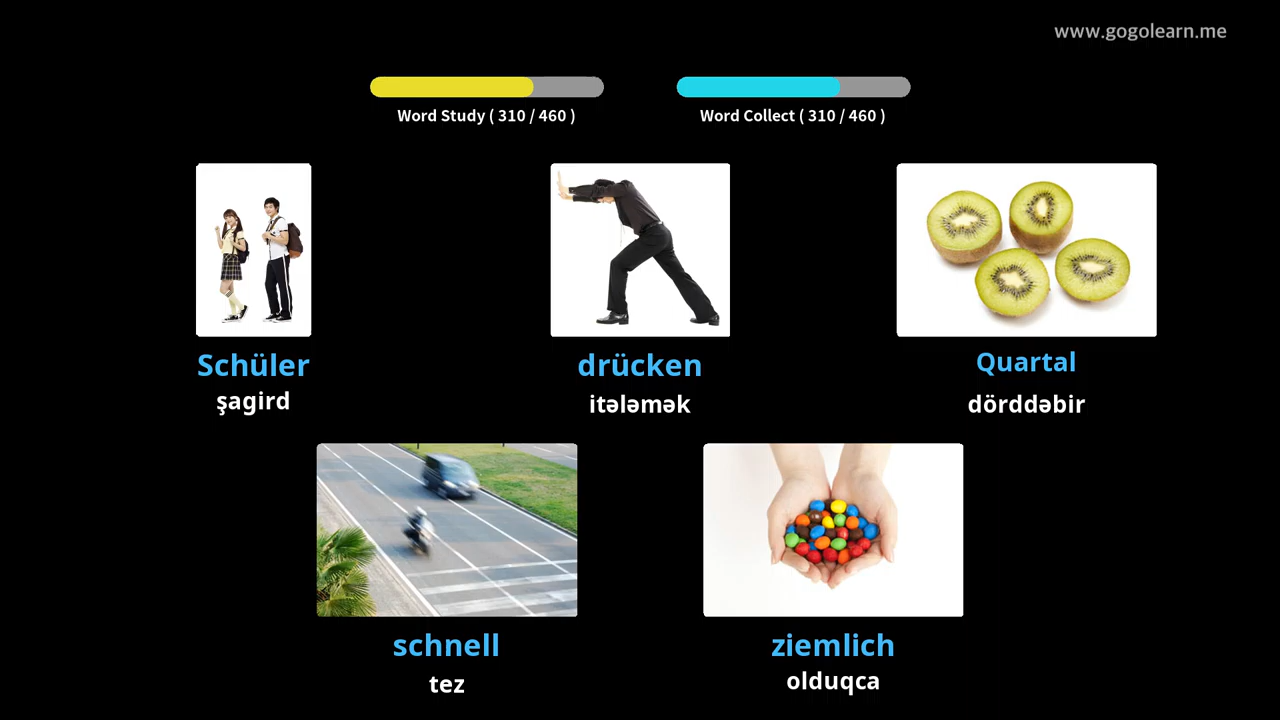 www.gogolearn.me
Word Study ( 310 / 460 )
Word Collect ( 310 / 460 )
Schüler
şagird
drücken
itələmək
Quartal
dörddəbir
schnell
tez
ziemlich
olduqca